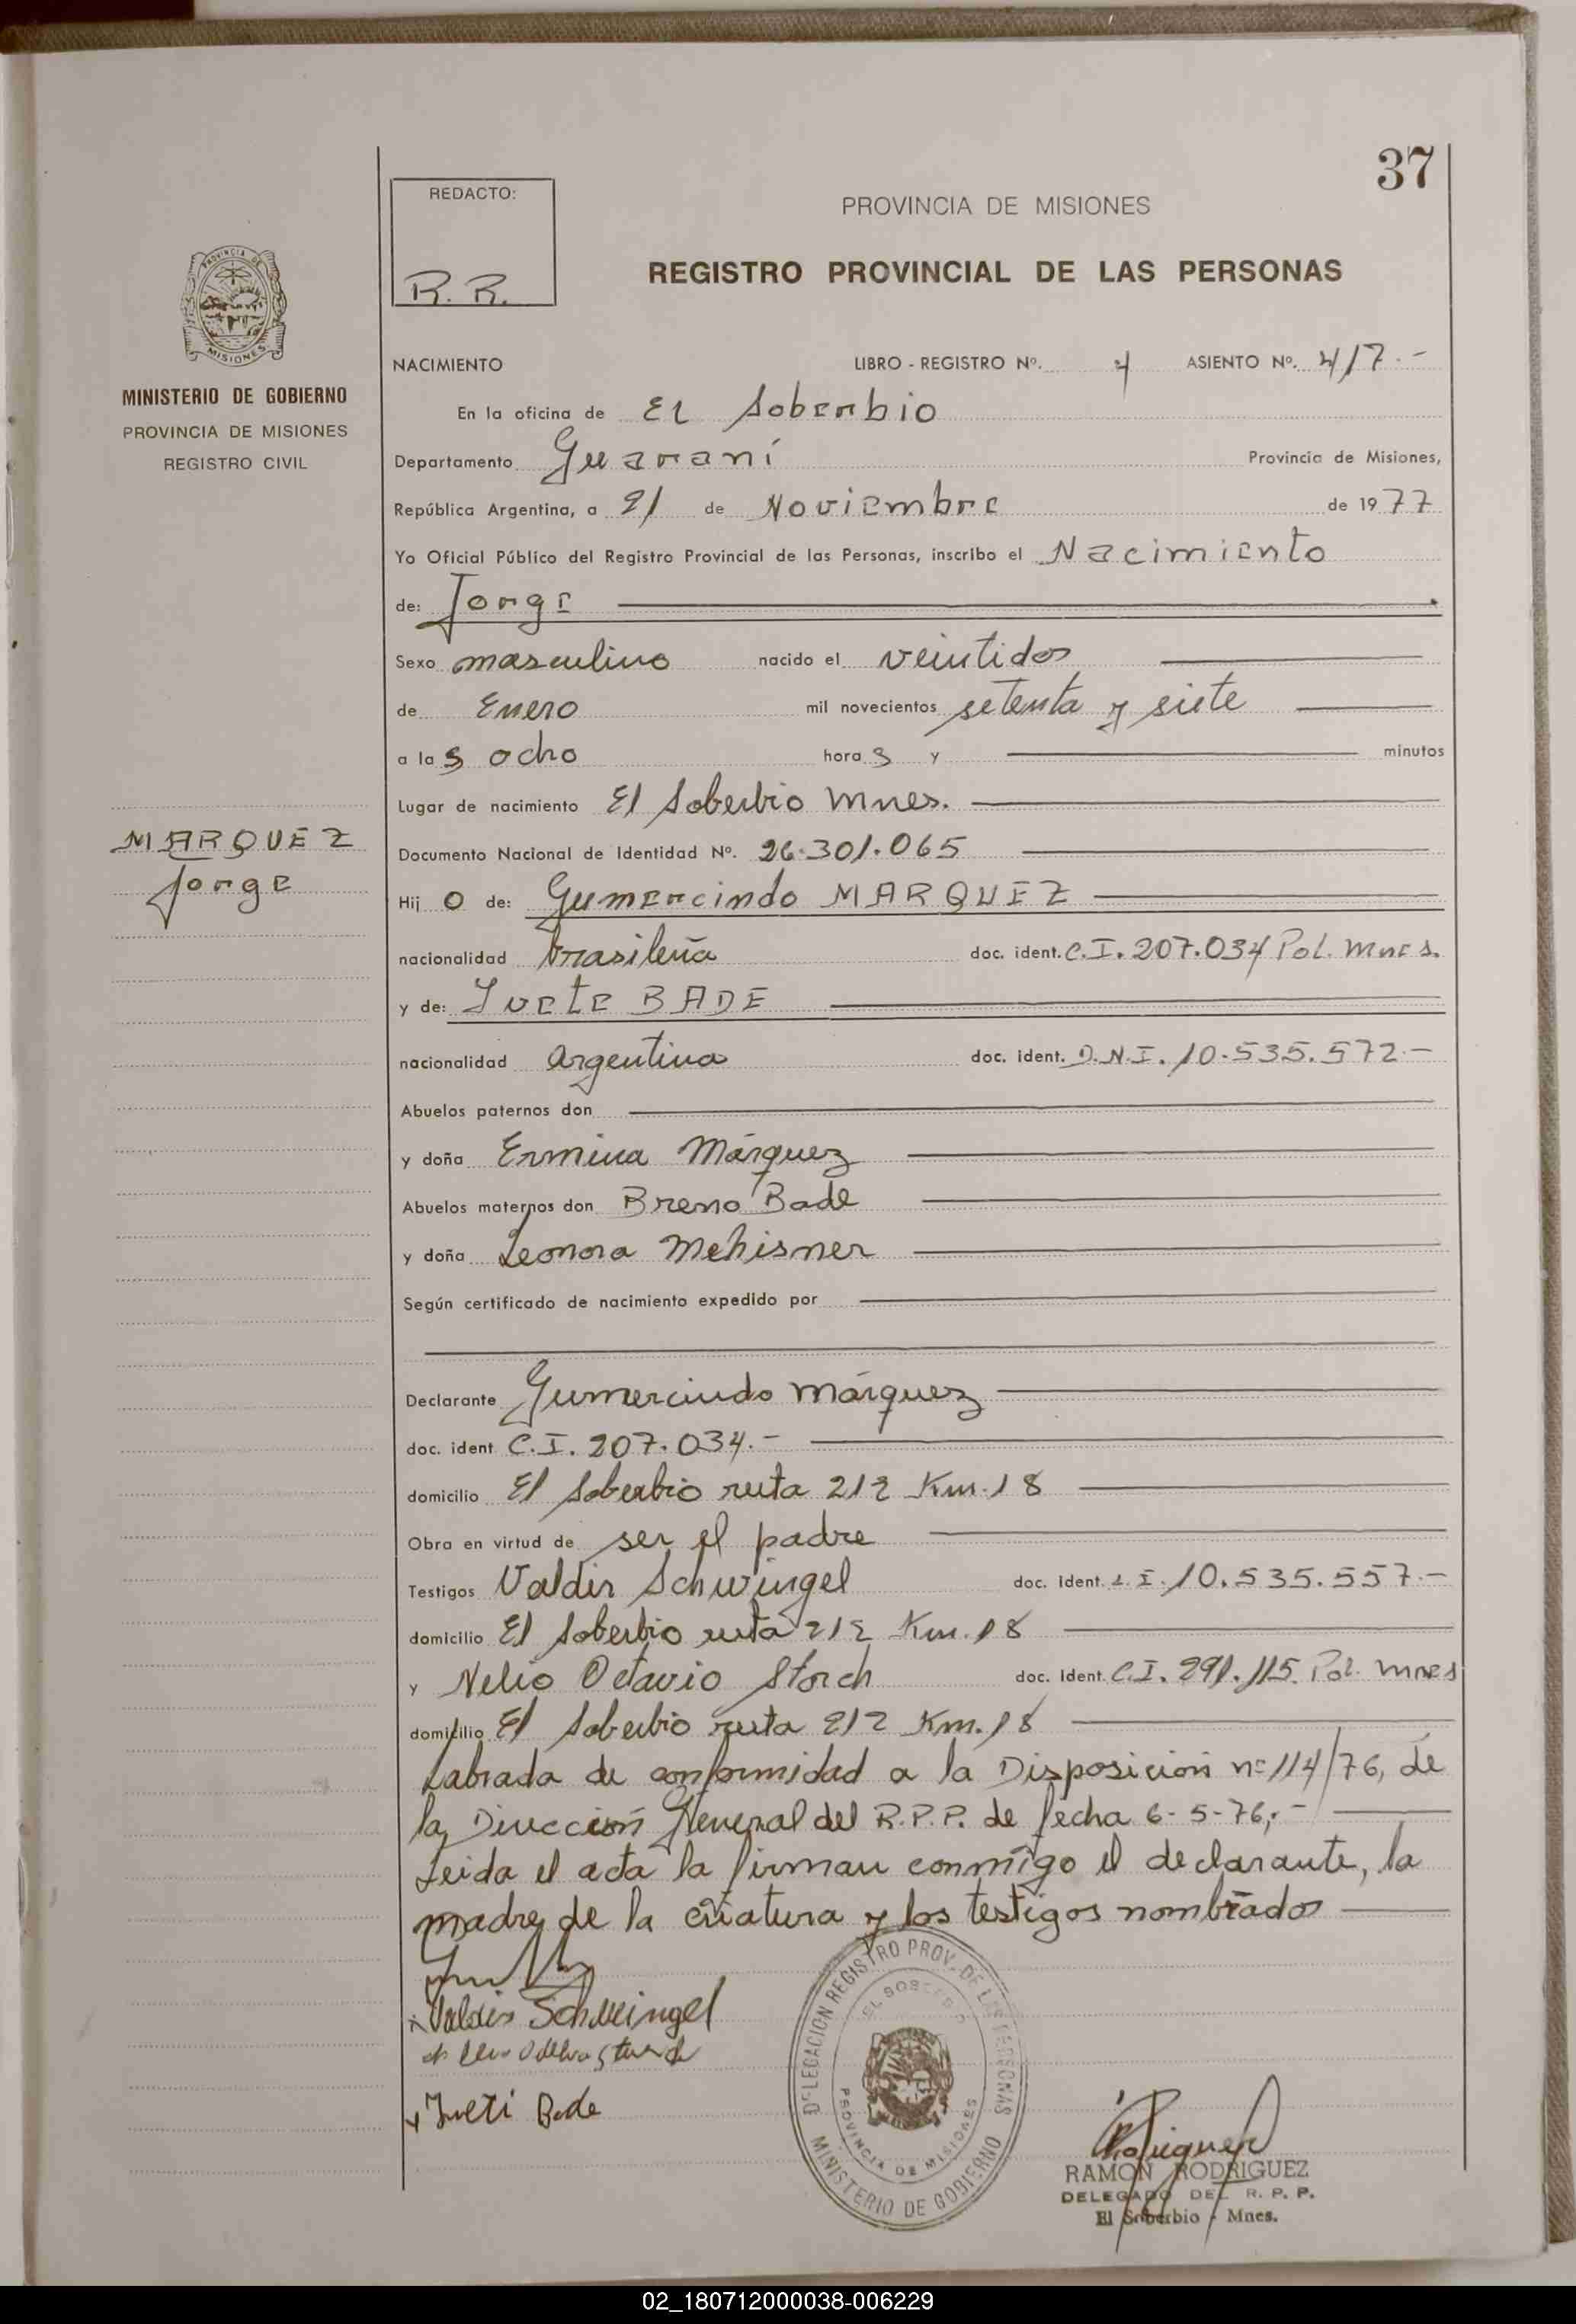 37
REDACTO:
R. R.
PROVINCIA DE MISIONES
REGISTRO PROVINCIAL DE LAS PERSONAS
PROVINCIA DE
MISIONES
MINISTERIO DE GOBIERNO
PROVINCIA DE MISIONES
REGISTRO CIVIL
MARQUEZ
Jorge
NACIMIENTO LIBRO - REGISTRO Nº. 4 ASIENTO Nº. 417.-
En la oficina de El Soberbio
Departamento Guaraní Provincia de Misiones,
República Argentina, a 21 de Noviembre de 1977
Yo Oficial Público del Registro Provincial de las Personas, inscribo el Nacimiento
de: Jorge
Sexo masculino nacido el veintidos
de Enero mil novecientos setenta y siete
a las ocho horas y minutos
Lugar de nacimiento El Soberbio Mnes.
Documento Nacional de Identidad Nº. 26.301.065
Hijo de: Gumercindo MARQUEZ
nacionalidad brasileña doc. ident. C.I. 207.034 Pol. Mnes.
y de: Ivete BADE
nacionalidad Argentina doc. ident. D.N.I. 10.535.572.-
Abuelos paternos don
y doña Ermina Márquez
Abuelos maternos don Breno Bade
y doña Leonora Mehisner
Según certificado de nacimiento expedido por
Declarante Gumercindo Márquez
doc. ident C.I. 207.034.-
domicilio El Soberbio ruta 212 Km. 18
Obra en virtud de ser el padre
Testigos Valdir Schwingel doc. Ident. L.I. 10.535.557.-
domicilio El Soberbio ruta 212 Km. 18
y Nelio Octavio Storch doc. Ident. C.I. 291.115. Pol. Mnes
domicilio El Soberbio ruta 212 Km. 18
Labrada de conformidad a la Disposición nº 114/76, de
la Dirección General del R.P.P. de fecha 6-5-76,-
Leida el acta la firman conmigo el declarante, la
madre de la criatura y los testigos nombrados
x Valdir Schwingel
x Iveti Bade
DELEGACION REGISTRO PROV. DE LAS PERSONAS
EL SOBERBIO
PROVINCIA DE MISIONES
MINISTERIO DE GOBIERNO
RAMON RODRIGUEZ
DELEGADO DEL R. P. P.
El Soberbio - Mnes.
02_180712000038-006229